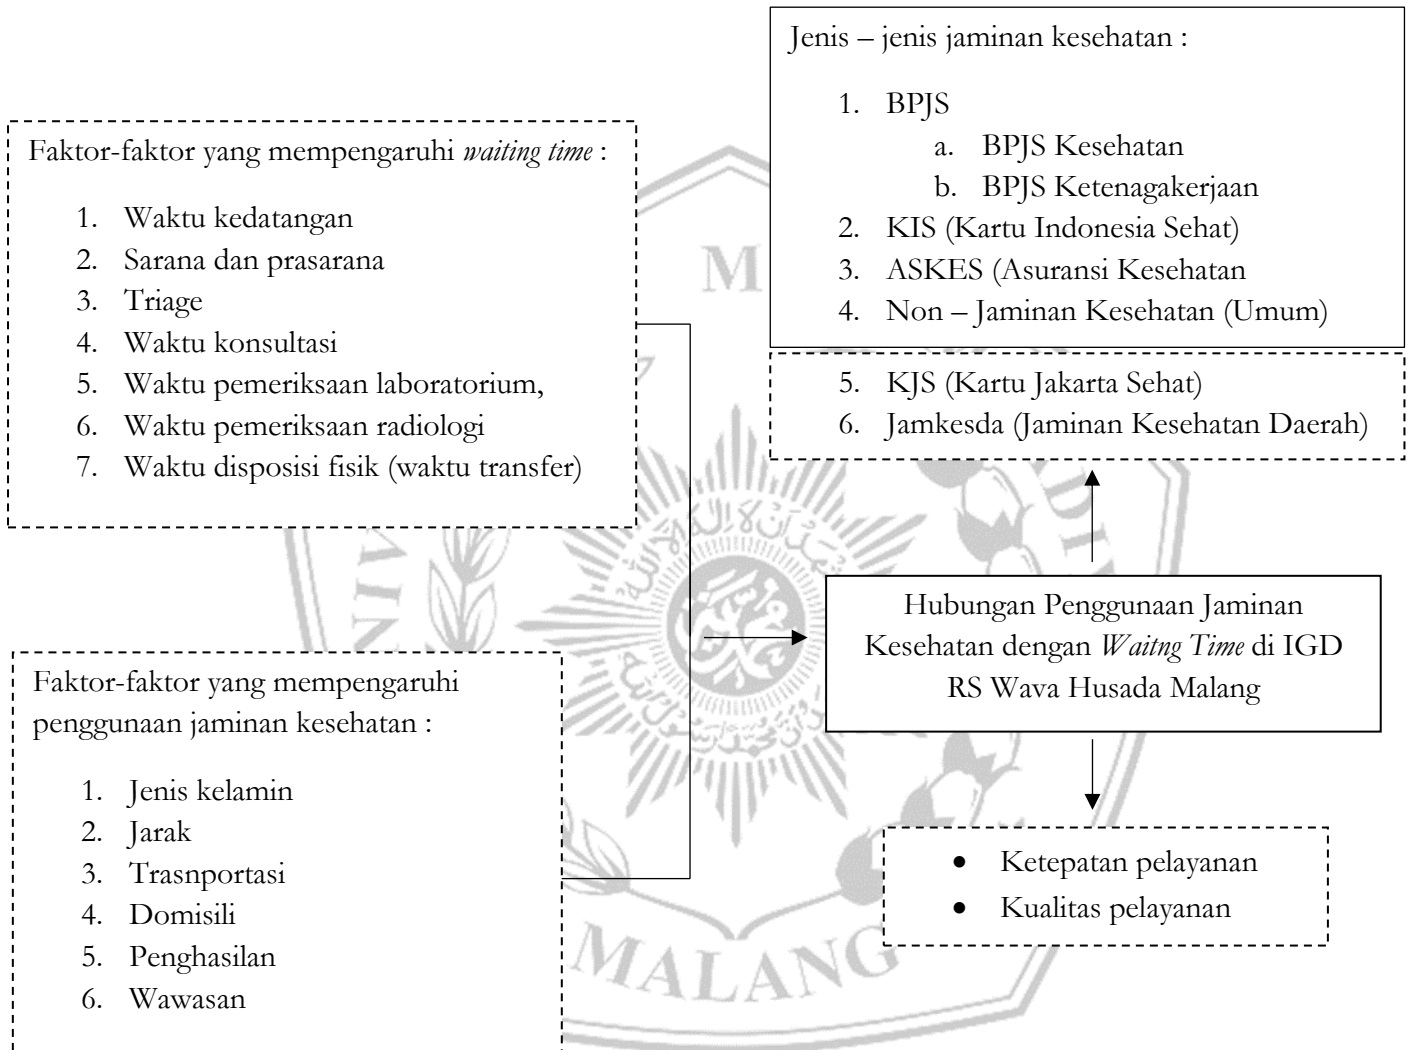 Faktor-faktor yang mempengaruhi waiting time :
1. Waktu kedatangan
2. Sarana dan prasarana
3. Triage
4. Waktu konsultasi
5. Waktu pemeriksaan laboratorium,
6. Waktu pemeriksaan radiologi
7. Waktu disposisi fisik (waktu transfer)
Faktor-faktor yang mempengaruhi
penggunaan jaminan kesehatan :
1. Jenis kelamin
2. Jarak
3. Trasnportasi
4. Domisili
5. Penghasilan
6. Wawasan
Jenis – jenis jaminan kesehatan :
1. BPJS
a. BPJS Kesehatan
b. BPJS Ketenagakerjaan
2. KIS (Kartu Indonesia Sehat)
3. ASKES (Asuransi Kesehatan
4. Non – Jaminan Kesehatan (Umum)
5. KJS (Kartu Jakarta Sehat)
6. Jamkesda (Jaminan Kesehatan Daerah)
Hubungan Penggunaan Jaminan
Kesehatan dengan Waitng Time di IGD
RS Wava Husada Malang
• Ketepatan pelayanan
• Kualitas pelayanan
MALANG